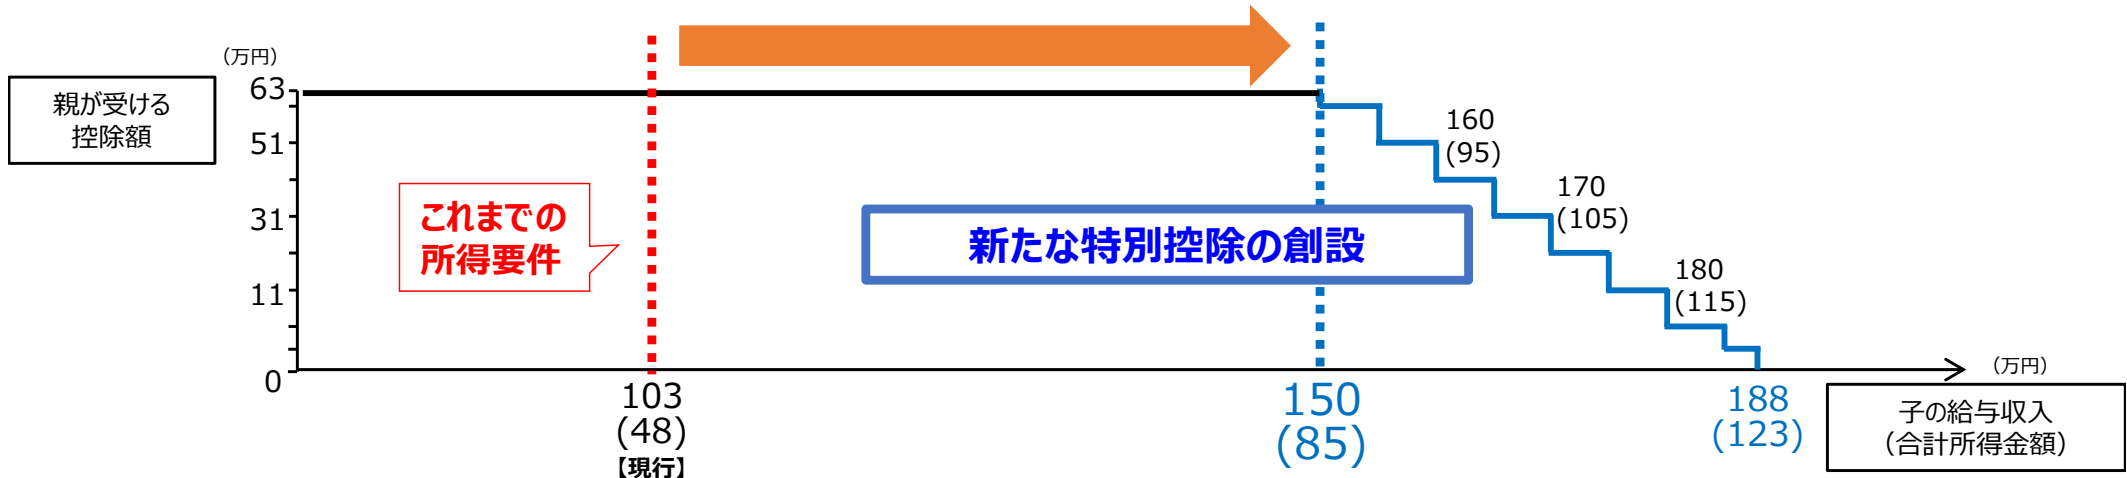 （万円）
親が受ける
控除額
63
51
31
11
0
これまでの
所得要件
新たな特別控除の創設
160
(95)
170
(105)
180
(115)
103
(48)
【現行】
150
(85)
188
(123)
（万円）
子の給与収入
（合計所得金額）